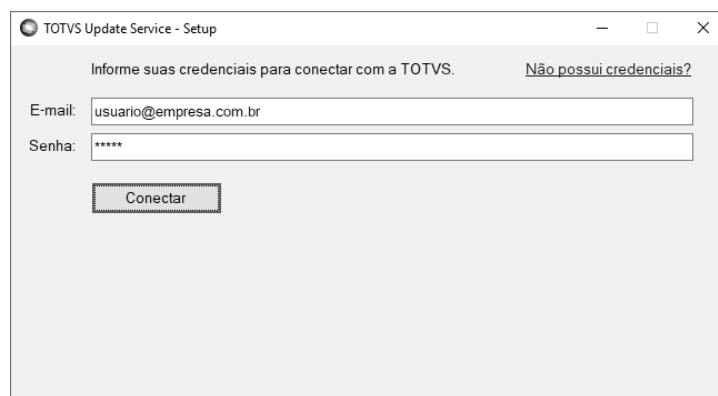 TOTVS Update Service - Setup
Informe suas credenciais para conectar com a TOTVS. Não possui credenciais?
E-mail: usuario@empresa.com.br
Senha: *****
Conectar